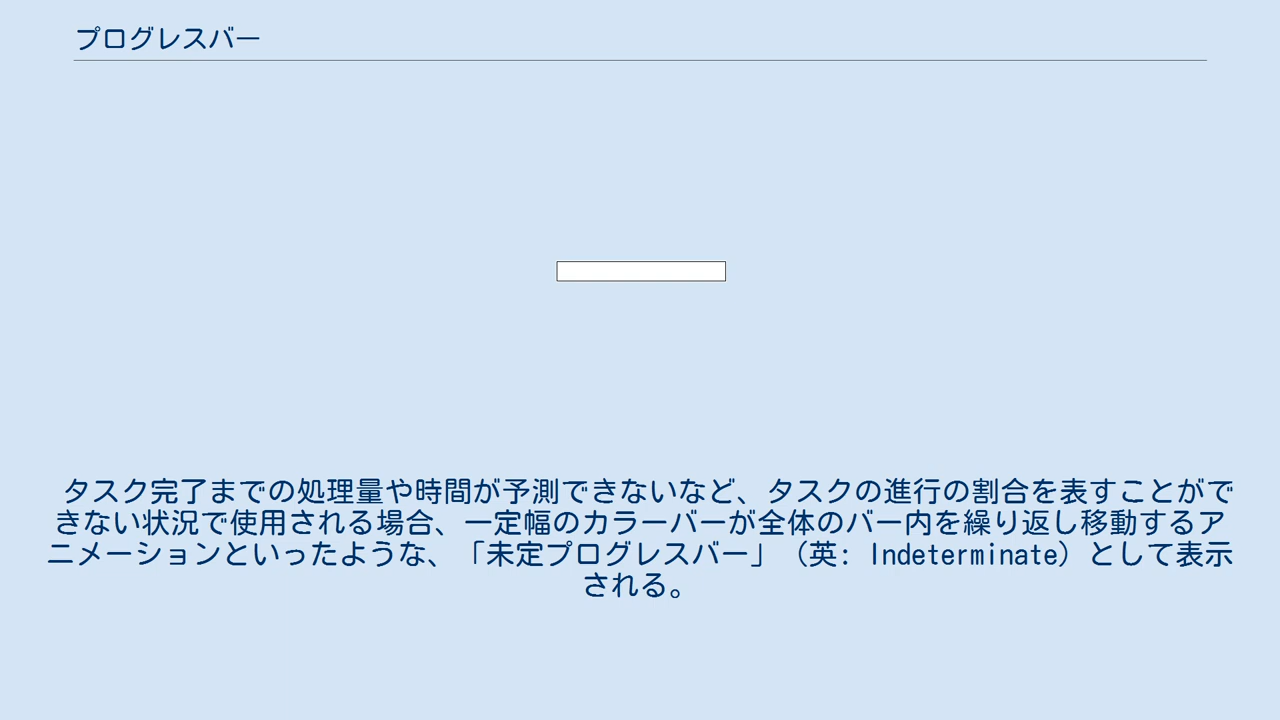 プログレスバー
タスク完了までの処理量や時間が予測できないなど、タスクの進行の割合を表すことがで
きない状況で使用される場合、一定幅のカラーバーが全体のバー内を繰り返し移動するア
ニメーションといったような、「未定プログレスバー」（英: Indeterminate）として表示
される。